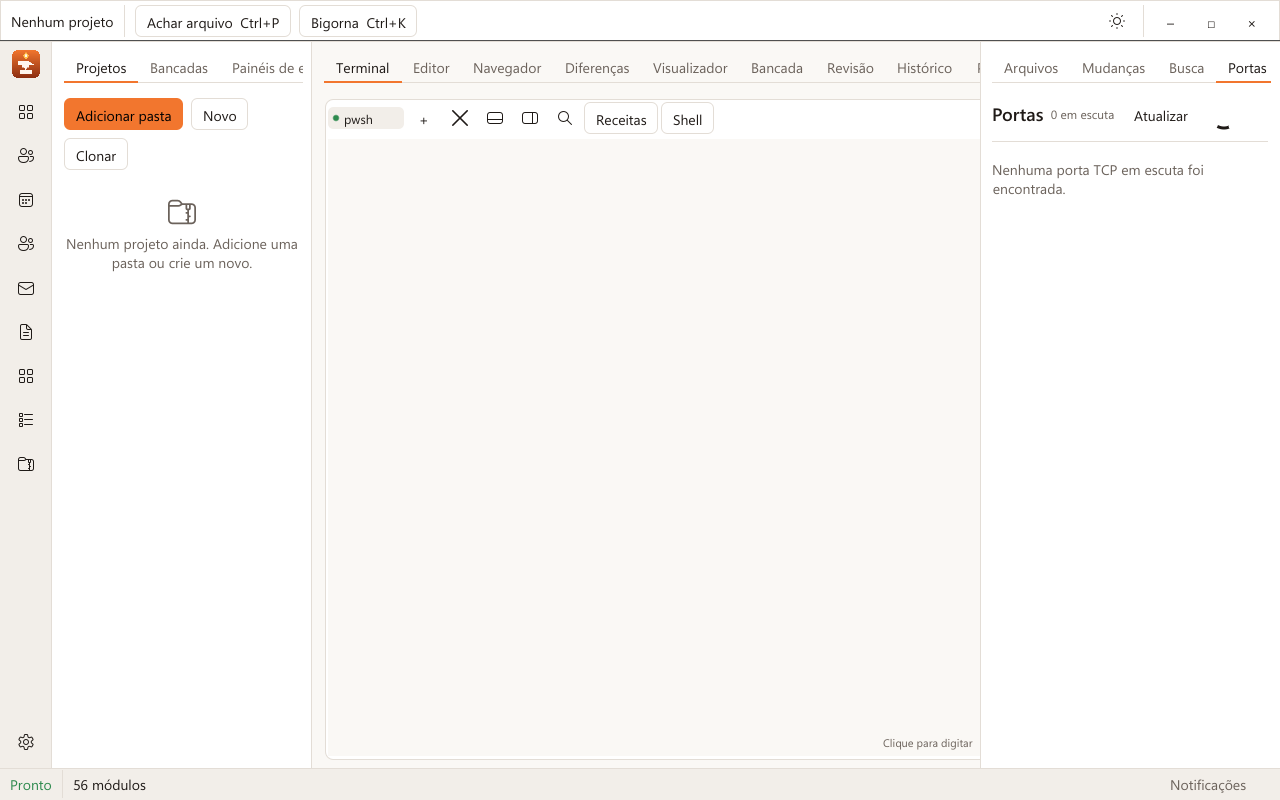 Nenhum projeto
Achar arquivo Ctrl+P
Bigorna Ctrl+K
Projetos
Bancadas
Painéis de e
Adicionar pasta
Novo
Clonar
Nenhum projeto ainda. Adicione uma
pasta ou crie um novo.
Terminal
Editor
Navegador
Diferenças
Visualizador
Bancada
Revisão
Histórico
pwsh
Receitas
Shell
Clique para digitar
Arquivos
Mudanças
Busca
Portas
Portas
0 em escuta
Atualizar
Nenhuma porta TCP em escuta foi
encontrada.
Pronto
56 módulos
Notificações